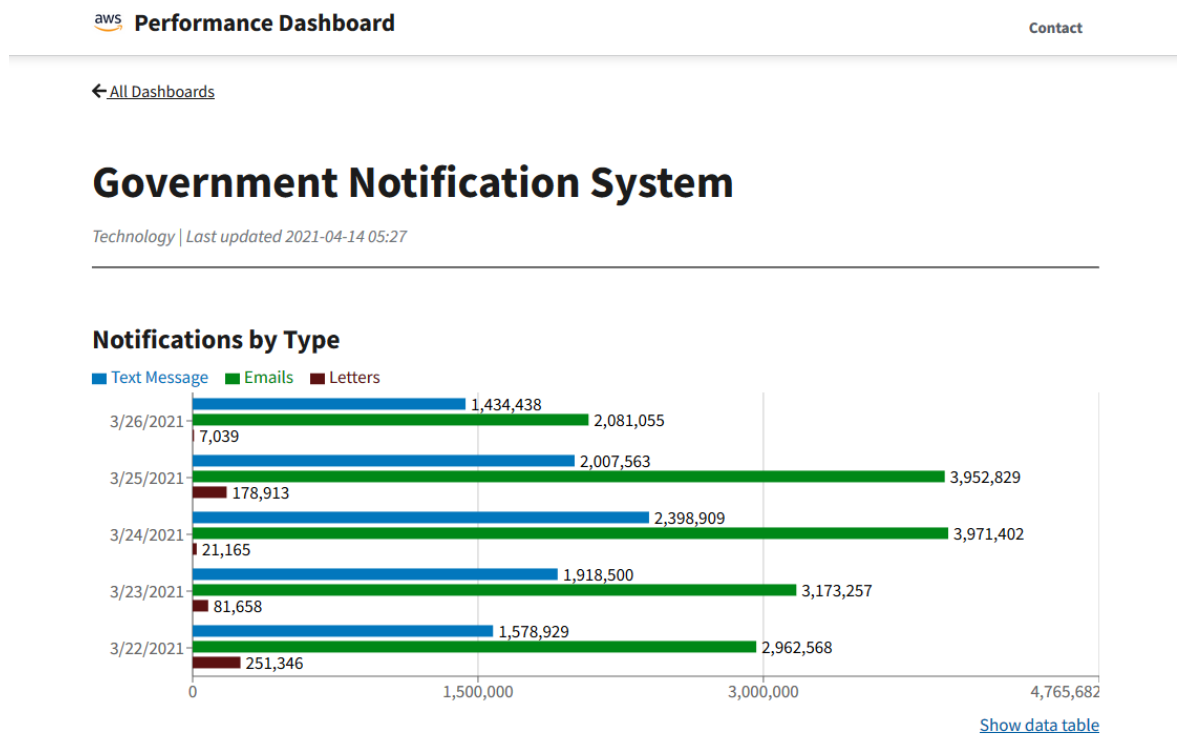 aws Performance Dashboard Contact
All Dashboards
Government Notification System
Technology | Last updated 2021-04-14 05:27
Notifications by Type
Text Message Emails Letters
1,434,438
3/26/2021 2,081,055
7,039
2,007,563
3/25/2021 3,952,829
178,913
2,398,909
3/24/2021 3,971,402
21,165
1,918,500
3/23/2021 3,173,257
81,658
1,578,929
3/22/2021 2,962,568
251,346
0 1,500,000 3,000,000 4,765,682
Show data table